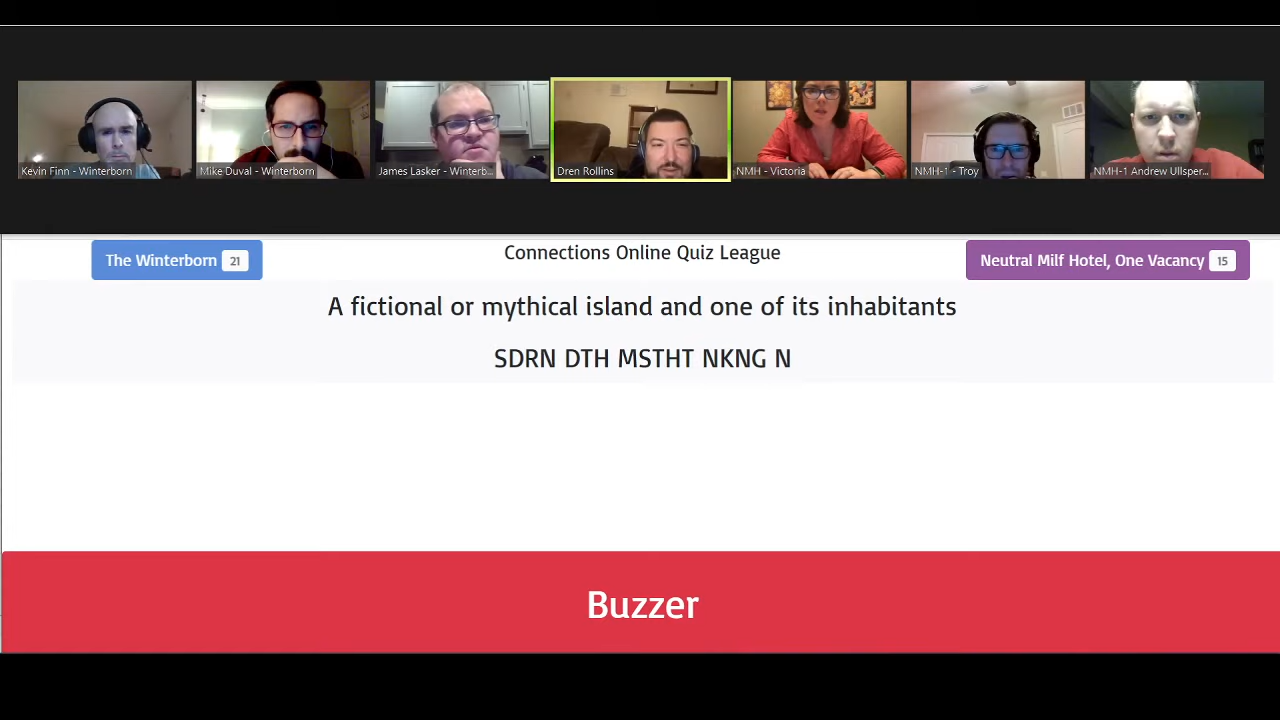 Kevin Finn - Winterborn
Mike Duval - Winterborn
James Lasker - Winterb...
Dren Rollins
NMH - Victoria
NMH-1 - Troy
NMH-1 Andrew Ullsper...
The Winterborn 21
Connections Online Quiz League
Neutral Milf Hotel, One Vacancy 15
A fictional or mythical island and one of its inhabitants
SDRN DTH MSTHT NKNG N
Buzzer